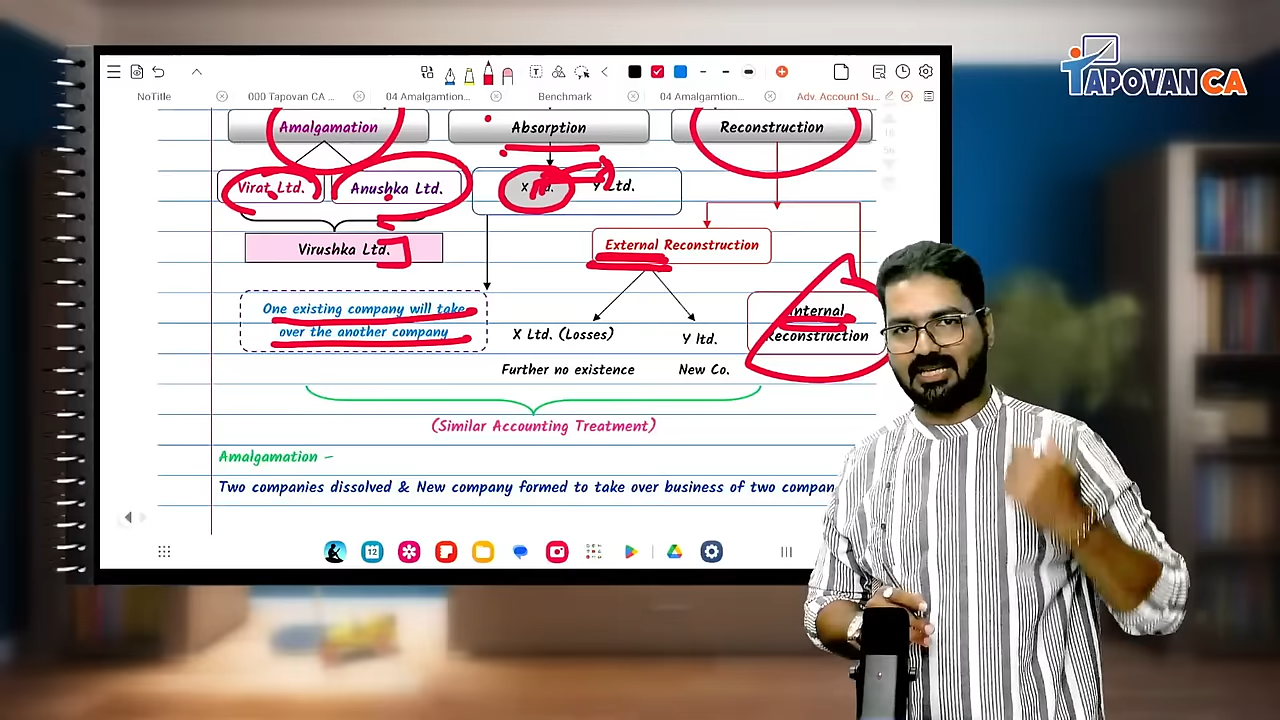 TAPOVAN CA
NoTitle
000 Tapovan CA ...
04 Amalgamtion...
Benchmark
04 Amalgamtion...
Adv. Account Su...
Amalgamation
Absorption
Reconstruction
Virat Ltd.
Anushka Ltd.
Y Ltd.
Virushka Ltd.
External Reconstruction
One existing company will take
over the another company
X Ltd. (Losses)
Y ltd.
Internal
Reconstruction
Further no existence
New Co.
(Similar Accounting Treatment)
Amalgamation –
Two companies dissolved & New company formed to take over business of two compan
12